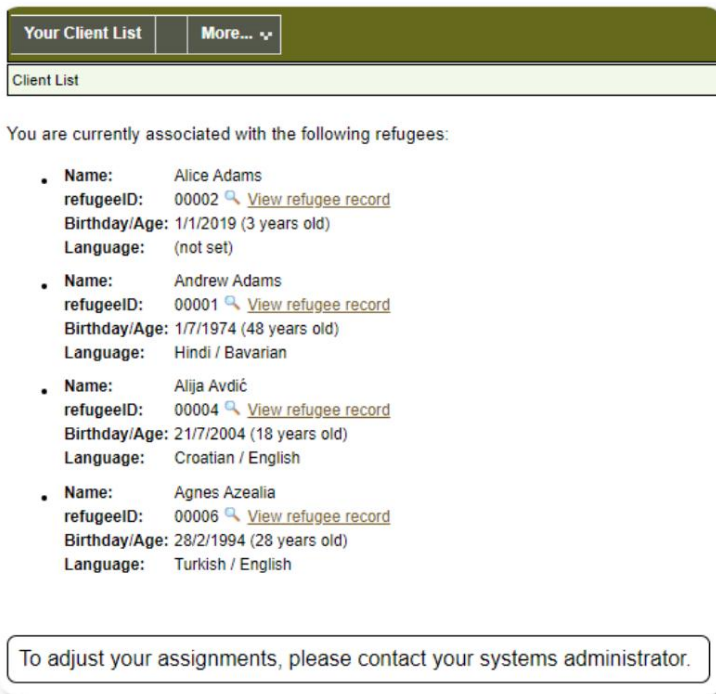 Your Client List More...
Client List
You are currently associated with the following refugees:
Name: Alice Adams
refugeeID: 00002 View refugee record
Birthday/Age: 1/1/2019 (3 years old)
Language: (not set)
Name: Andrew Adams
refugeeID: 00001 View refugee record
Birthday/Age: 1/7/1974 (48 years old)
Language: Hindi / Bavarian
Name: Alija Avdić
refugeeID: 00004 View refugee record
Birthday/Age: 21/7/2004 (18 years old)
Language: Croatian / English
Name: Agnes Azealia
refugeeID: 00006 View refugee record
Birthday/Age: 28/2/1994 (28 years old)
Language: Turkish / English
To adjust your assignments, please contact your systems administrator.